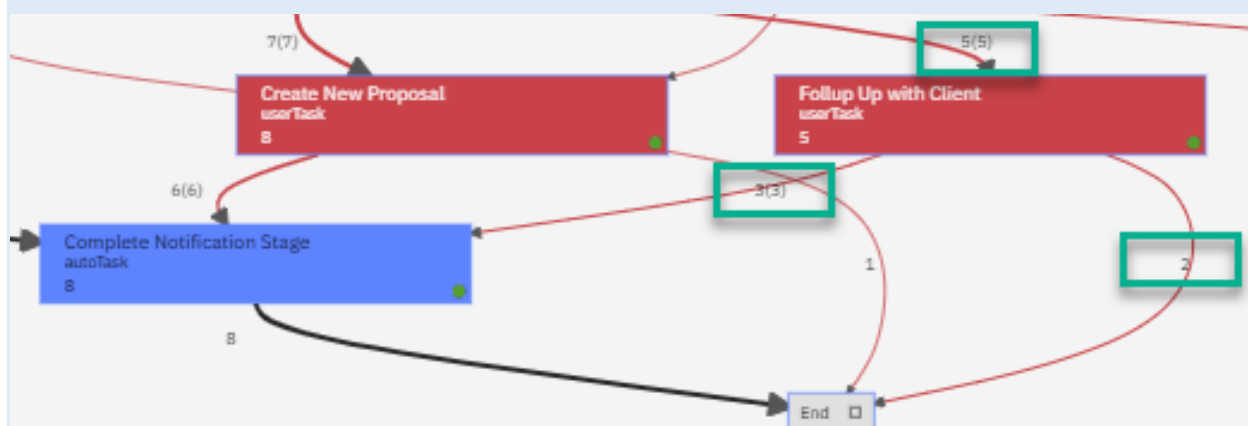 7(7)
5(5)
Create New Proposal
userTask
8
Follup Up with Client
userTask
5
6(6)
3(3)
Complete Notification Stage
autoTask
8
1
2
8
End